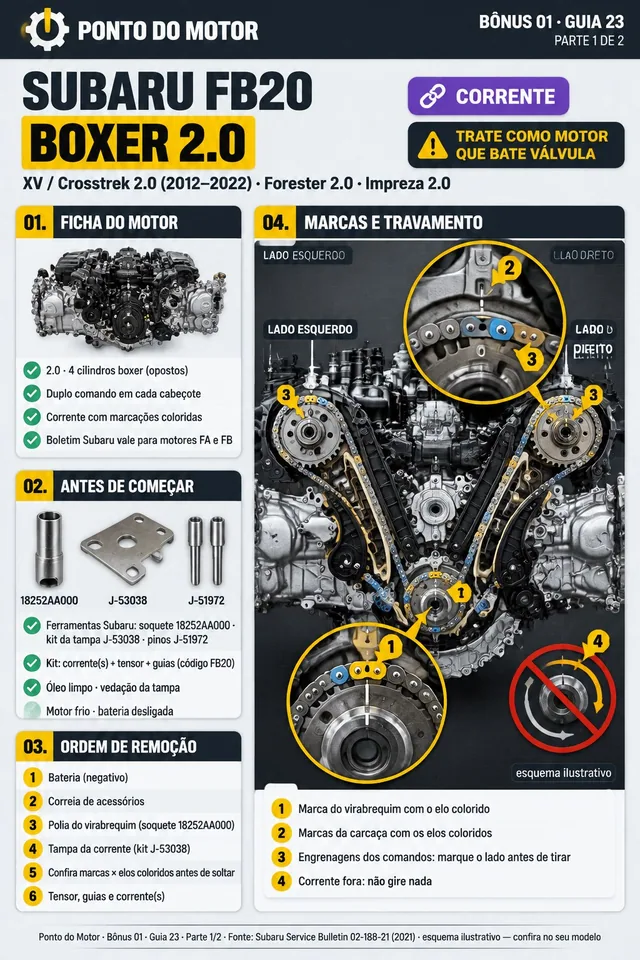 PONTO DO MOTOR
BÔNUS 01 · GUIA 23
PARTE 1 DE 2
SUBARU FB20
BOXER 2.0
CORRENTE
TRATE COMO MOTOR
QUE BATE VÁLVULA
XV / Crosstrek 2.0 (2012–2022) · Forester 2.0 · Impreza 2.0
01. FICHA DO MOTOR
2.0 · 4 cilindros boxer (opostos)
Duplo comando em cada cabeçote
Corrente com marcações coloridas
Boletim Subaru vale para motores FA e FB
02. ANTES DE COMEÇAR
18252AA000 J-53038 J-51972
Ferramentas Subaru: soquete 18252AA000 ·
kit da tampa J-53038 · pinos J-51972
Kit: corrente(s) + tensor + guias (código FB20)
Óleo limpo · vedação da tampa
Motor frio · bateria desligada
03. ORDEM DE REMOÇÃO
1 Bateria (negativo)
2 Correia de acessórios
3 Polia do virabrequim (soquete 18252AA000)
4 Tampa da corrente (kit J-53038)
5 Confira marcas × elos coloridos antes de soltar
6 Tensor, guias e corrente(s)
04. MARCAS E TRAVAMENTO
LADO ESQUERDO
2
3
LADO ESQUERDO
DIREITO
3
3
1
1
4
esquema ilustrativo
1 Marca do virabrequim com o elo colorido
2 Marcas da carcaça com os elos coloridos
3 Engrenagens dos comandos: marque o lado antes de tirar
4 Corrente fora: não gire nada
Ponto do Motor · Bônus 01 · Guia 23 · Parte 1/2 · Fonte: Subaru Service Bulletin 02-188-21 (2021) · esquema ilustrativo — confira no seu modelo